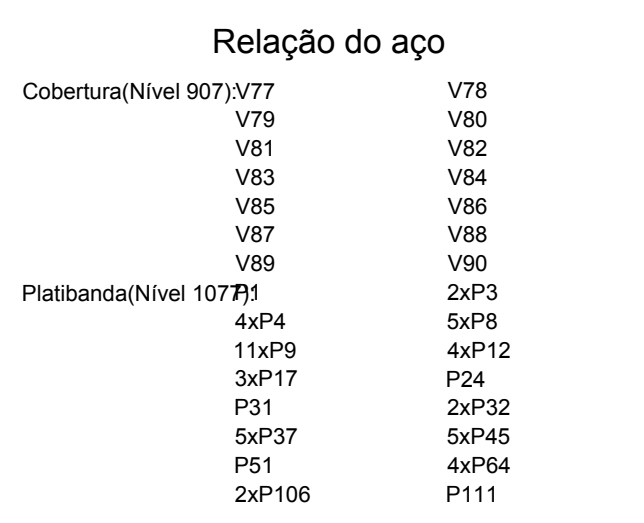 Relação do aço
Cobertura(Nível 907): V77 V78
V79 V80
V81 V82
V83 V84
V85 V86
V87 V88
V89 V90
Platibanda(Nível 1077): P1 2xP3
4xP4 5xP8
11xP9 4xP12
3xP17 P24
P31 2xP32
5xP37 5xP45
P51 4xP64
2xP106 P111